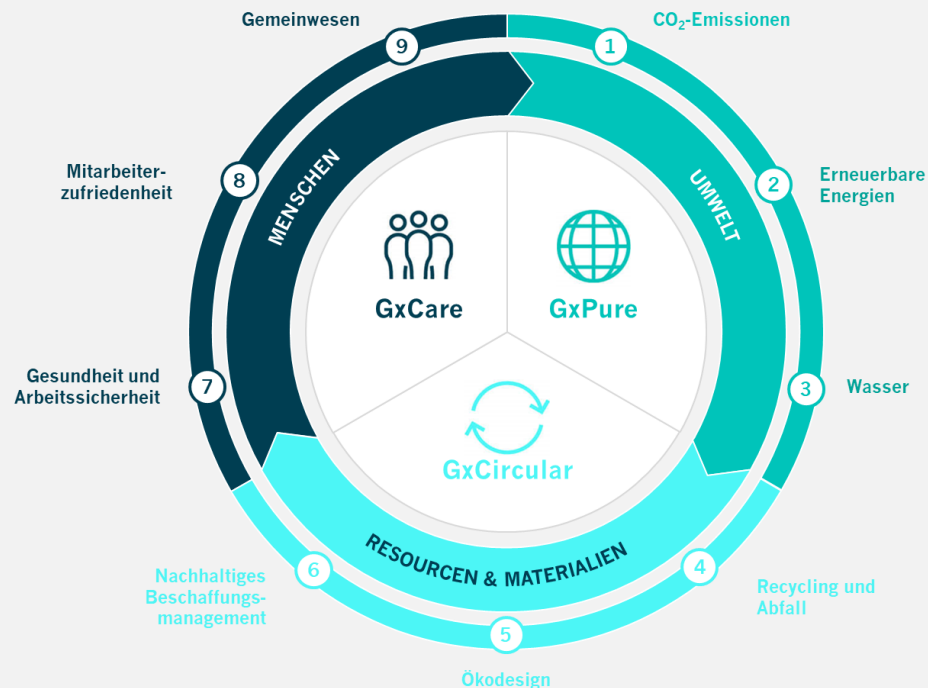 Gemeinwesen
CO₂-Emissionen
9
1
Mitarbeiter-
zufriedenheit
8
MENSCHEN
UMWELT
2
Erneuerbare
Energien
GxCare
GxPure
Gesundheit und
Arbeitssicherheit
7
3
Wasser
GxCircular
RESOURCEN & MATERIALIEN
Nachhaltiges
Beschaffungs-
management
6
4
Recycling und
Abfall
5
Ökodesign